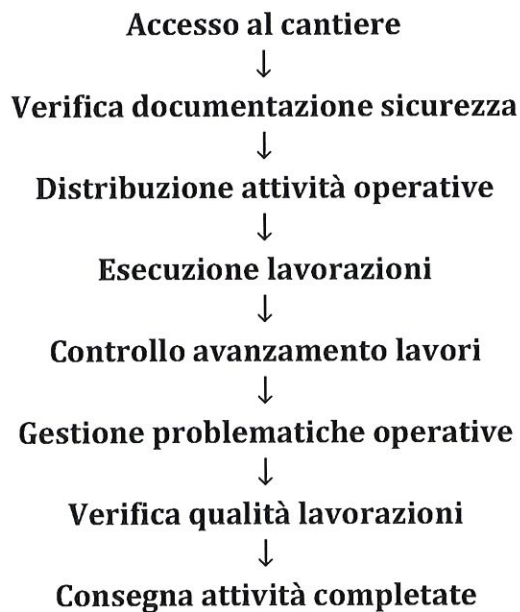 Accesso al cantiere
↓
Verifica documentazione sicurezza
↓
Distribuzione attività operative
↓
Esecuzione lavorazioni
↓
Controllo avanzamento lavori
↓
Gestione problematiche operative
↓
Verifica qualità lavorazioni
↓
Consegna attività completate